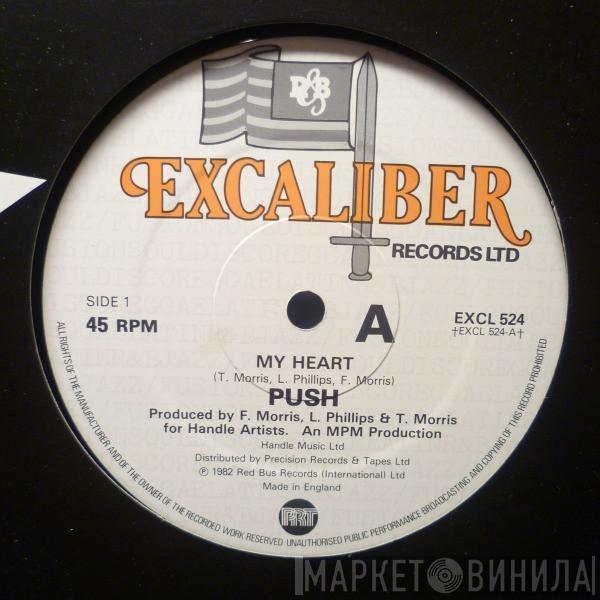 R&B
EXCALIBER
RECORDS LTD
SIDE 1
45 RPM
A
EXCL 524
†EXCL 524-A†
MY HEART
(T. Morris, L. Phillips, F. Morris)
PUSH
Produced by F. Morris, L. Phillips & T. Morris
for Handle Artists. An MPM Production
Handle Music Ltd
Distributed by Precision Records & Tapes Ltd
℗ 1982 Red Bus Records (International) Ltd
Made in England
PRT
ALL RIGHTS OF THE MANUFACTURER AND OF THE OWNER OF THE RECORDED WORK RESERVED UNAUTHORISED PUBLIC PERFORMANCE BROADCASTING AND COPYING OF THIS RECORD PROHIBITED
МАРКЕТ ВИНИЛА